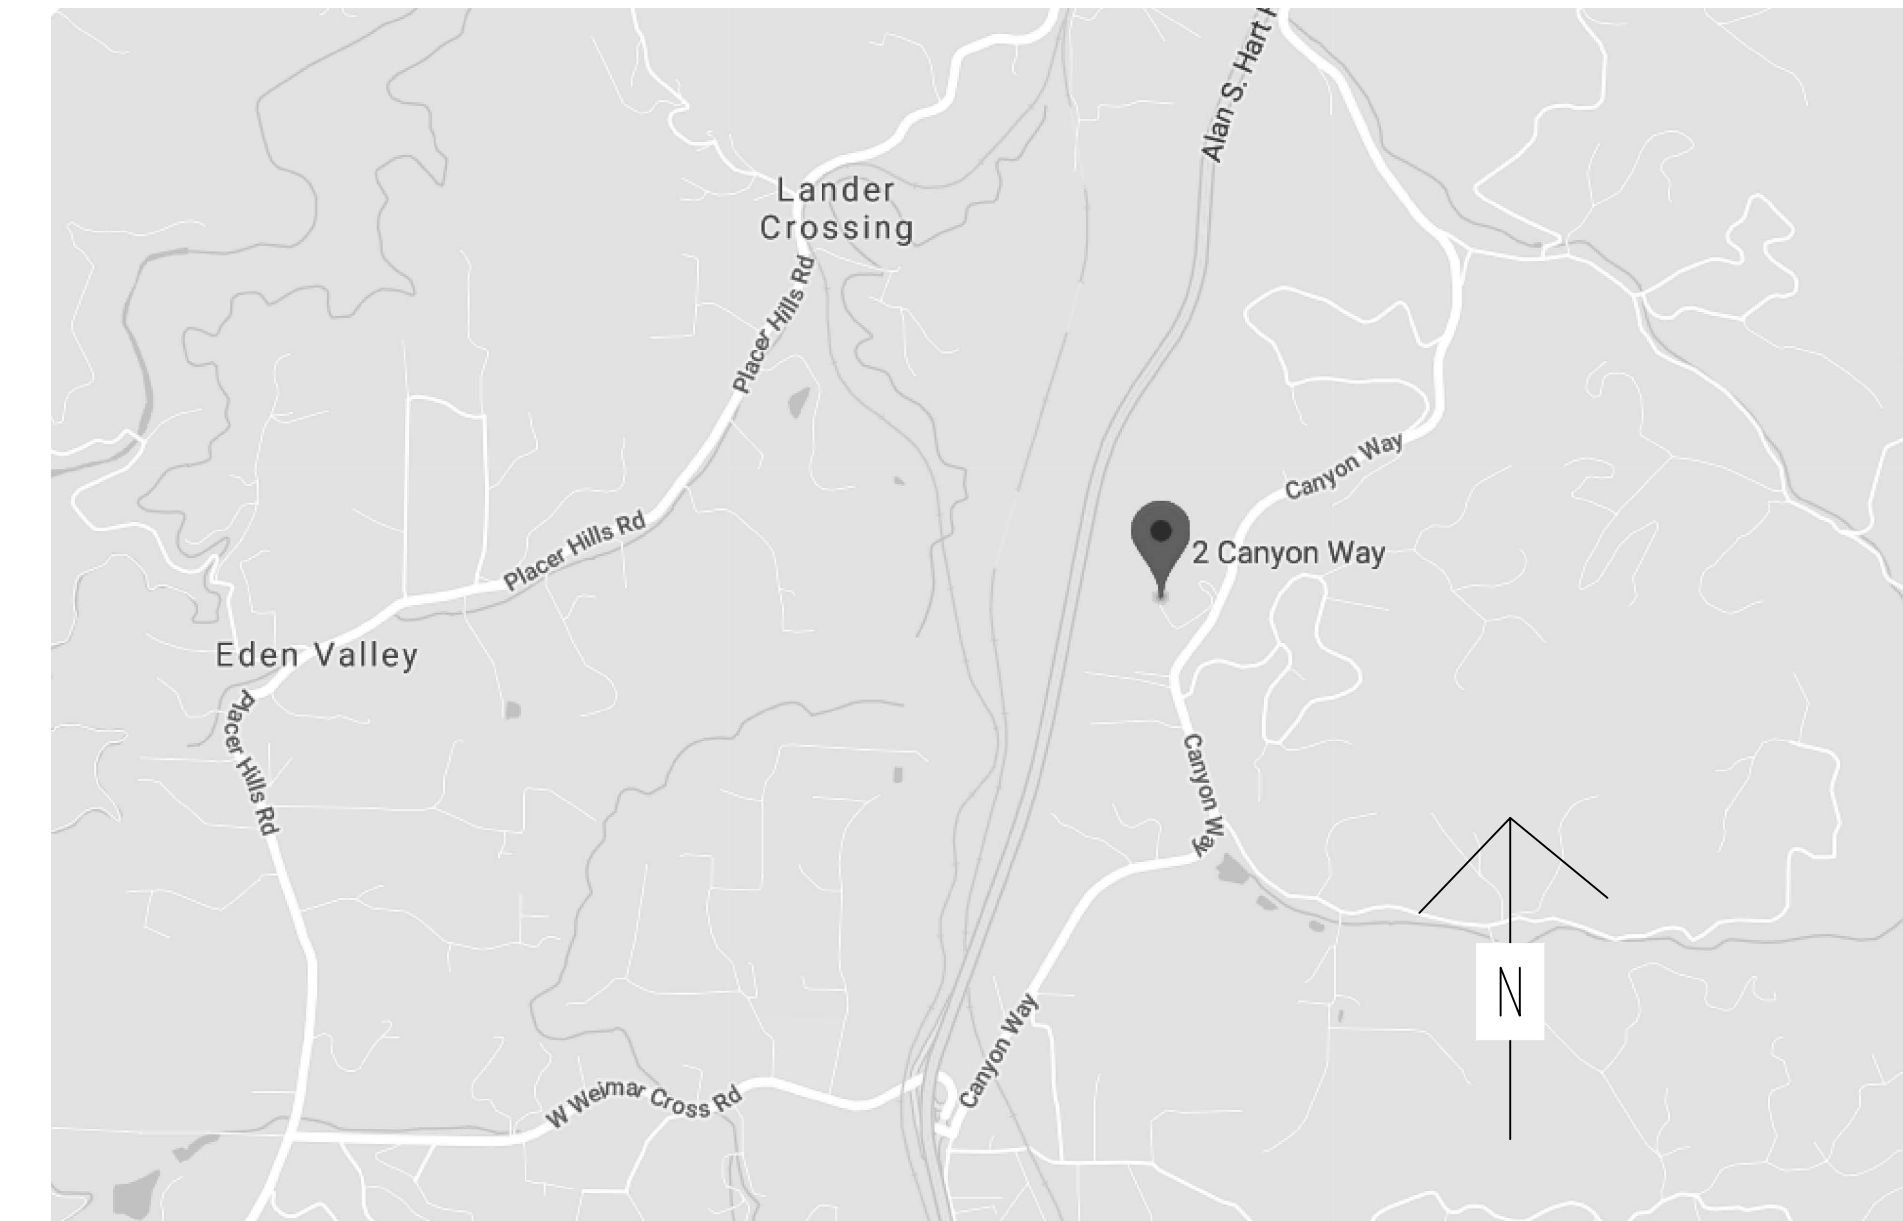 Alan S. Hart
Lander
Crossing
Placer Hills Rd
Canyon Way
2 Canyon Way
Placer Hills Rd
Eden Valley
Placer Hills Rd
Canyon Way
N
Canyon Way
W Weimar Cross Rd